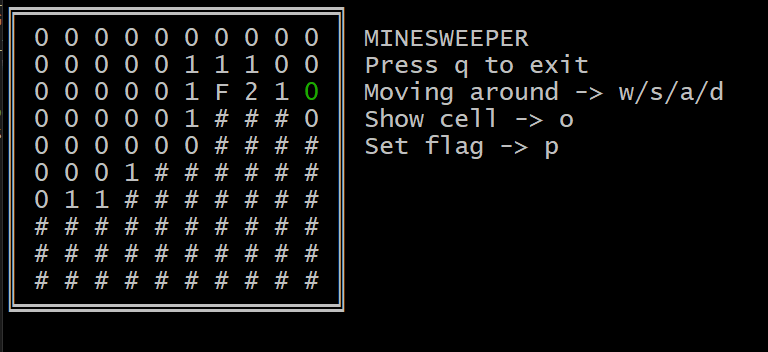 0 0 0 0 0 0 0 0 0 0 MINESWEEPER
0 0 0 0 0 1 1 1 0 0 Press q to exit
0 0 0 0 0 1 F 2 1 0 Moving around -> w/s/a/d
0 0 0 0 0 1 # # # 0 Show cell -> o
0 0 0 0 0 0 # # # # Set flag -> p
0 0 0 1 # # # # # #
0 1 1 # # # # # # #
# # # # # # # # # #
# # # # # # # # # #
# # # # # # # # # #